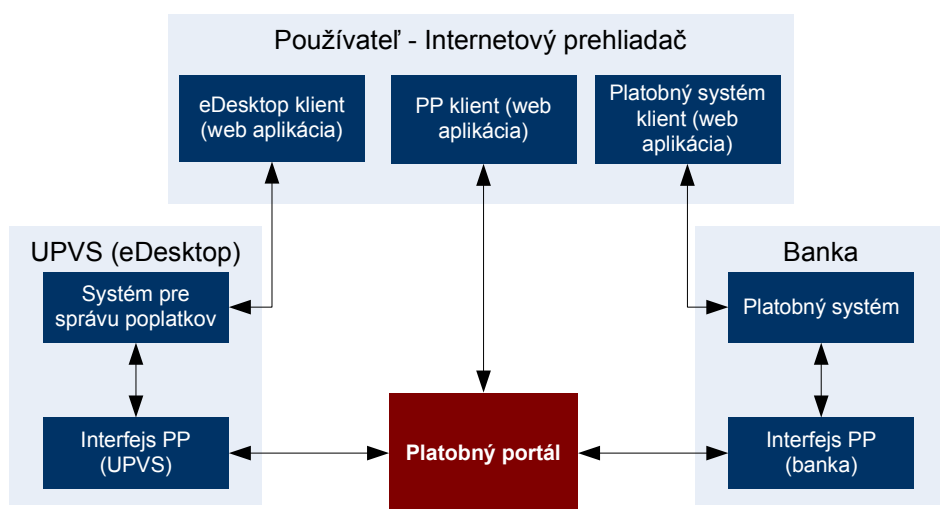 Používateľ - Internetový prehliadač
eDesktop klient
(web aplikácia)
PP klient (web
aplikácia)
Platobný systém
klient (web
aplikácia)
UPVS (eDesktop)
Systém pre
správu poplatkov
Interfejs PP
(UPVS)
Platobný portál
Banka
Platobný systém
Interfejs PP
(banka)